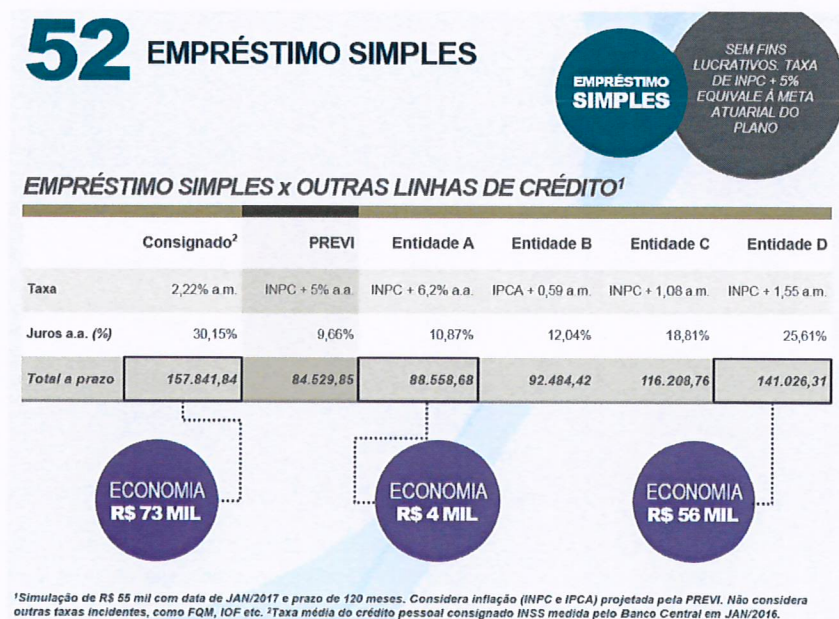 52 EMPRÉSTIMO SIMPLES
EMPRÉSTIMO
SIMPLES
SEM FINS
LUCRATIVOS. TAXA
DE INPC + 5%
EQUIVALE À META
ATUARIAL DO
PLANO
EMPRÉSTIMO SIMPLES x OUTRAS LINHAS DE CRÉDITO¹
Consignado² PREVI Entidade A Entidade B Entidade C Entidade D
Taxa 2,22% a.m. INPC + 5% a.a. INPC + 6,2% a.a. IPCA + 0,59 a.m. INPC + 1,08 a.m. INPC + 1,55 a.m.
Juros a.a. (%) 30,15% 9,66% 10,87% 12,04% 18,81% 25,61%
Total a prazo 157.841,84 84.529,85 88.558,68 92.484,42 116.208,76 141.026,31
ECONOMIA
R$ 73 MIL
ECONOMIA
R$ 4 MIL
ECONOMIA
R$ 56 MIL
¹Simulação de R$ 55 mil com data de JAN/2017 e prazo de 120 meses. Considera inflação (INPC e IPCA) projetada pela PREVI. Não considera
outras taxas incidentes, como FQM, IOF etc. ²Taxa média do crédito pessoal consignado INSS medida pelo Banco Central em JAN/2016.